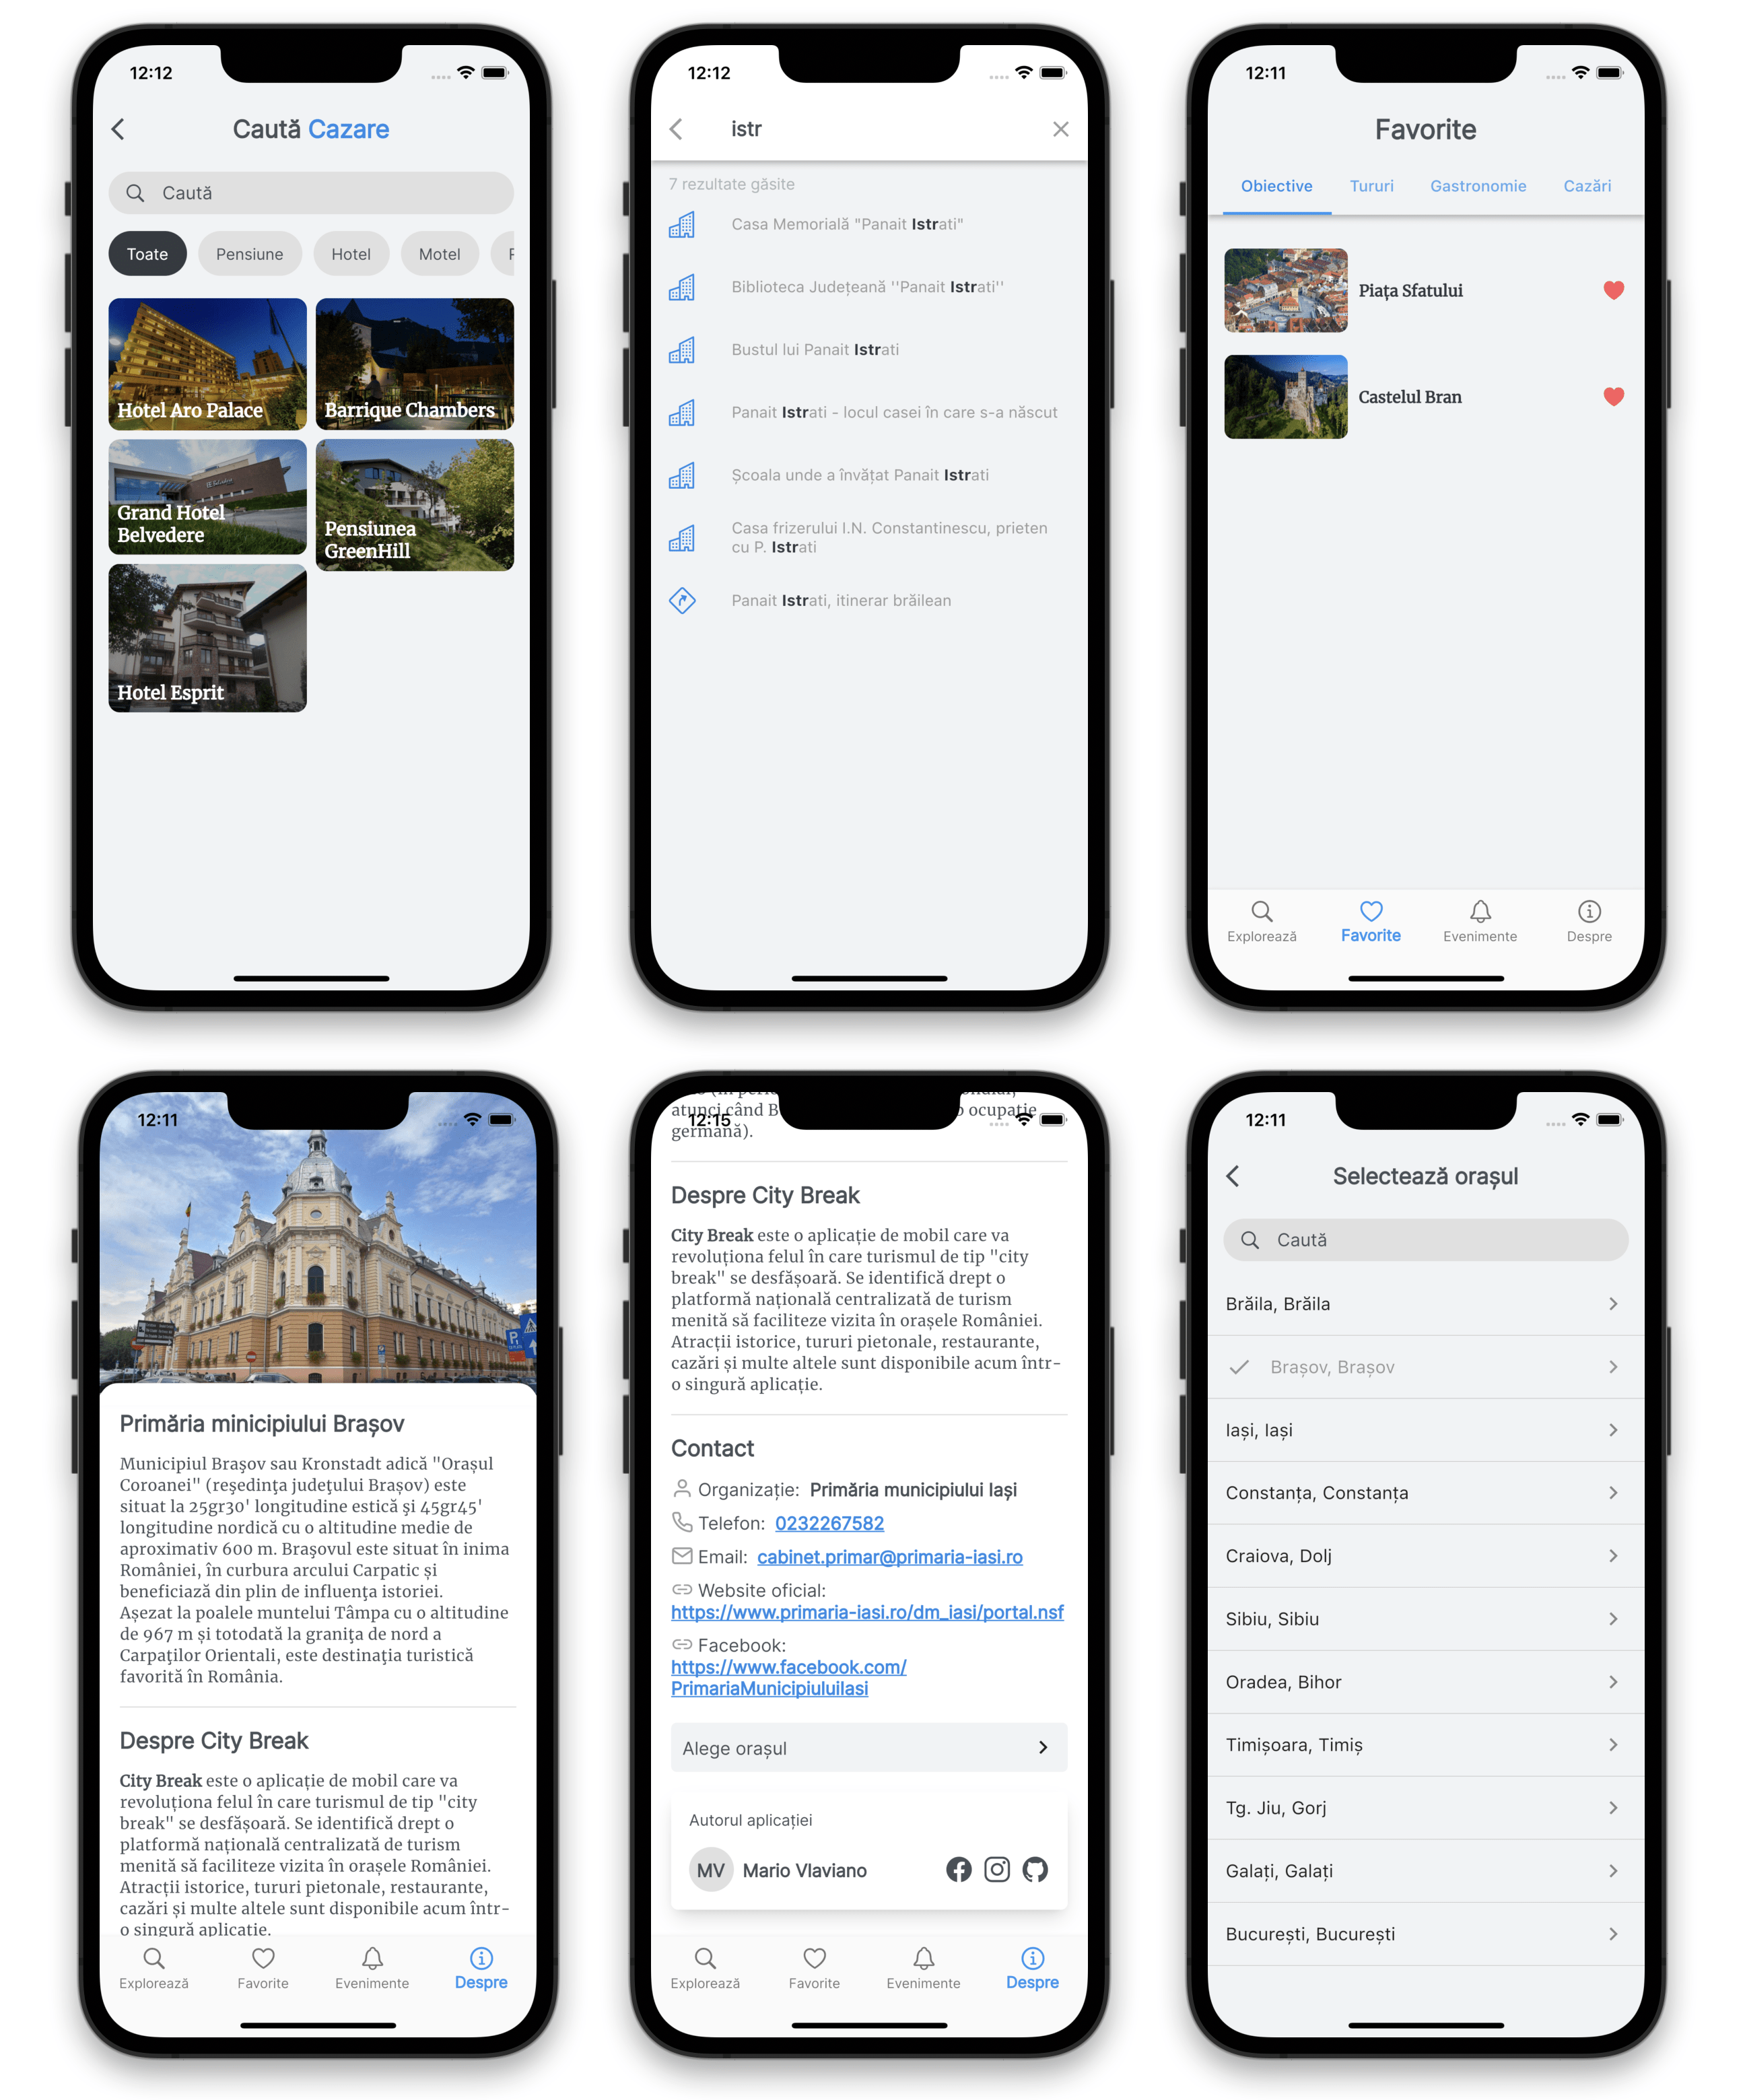 12:12
Caută Cazare
Caută
Toate
Pensiune
Hotel
Motel
Hotel Aro Palace
Barrique Chambers
Grand Hotel
Belvedere
Pensiunea
GreenHill
Hotel Esprit
12:12
istr
7 rezultate găsite
Casa Memorială "Panait Istrati"
Biblioteca Județeană ''Panait Istrati''
Bustul lui Panait Istrati
Panait Istrati - locul casei în care s-a născut
Școala unde a învățat Panait Istrati
Casa frizerului I.N. Constantinescu, prieten
cu P. Istrati
Panait Istrati, itinerar brăilean
12:11
Favorite
Obiective
Tururi
Gastronomie
Cazări
Piața Sfatului
Castelul Bran
Explorează
Favorite
Evenimente
Despre
12:11
P
Primăria minicipiului Brașov
Municipiul Braşov sau Kronstadt adică "Orașul
Coroanei" (reşedinţa judeţului Brașov) este
situat la 25gr30' longitudine estică şi 45gr45'
longitudine nordică cu o altitudine medie de
aproximativ 600 m. Braşovul este situat în inima
României, în curbura arcului Carpatic și
beneficiază din plin de influenţa istoriei.
Așezat la poalele muntelui Tâmpa cu o altitudine
de 967 m și totodată la graniţa de nord a
Carpaţilor Orientali, este destinaţia turistică
favorită în România.
Despre City Break
City Break este o aplicație de mobil care va
revoluționa felul în care turismul de tip "city
break" se desfășoară. Se identifică drept o
platformă națională centralizată de turism
menită să faciliteze vizita în orașele României.
Atracții istorice, tururi pietonale, restaurante,
cazări și multe altele sunt disponibile acum într-
o singură aplicație.
Explorează
Favorite
Evenimente
Despre
12:15
atunci când B
ocupație
germană).
Despre City Break
City Break este o aplicație de mobil care va
revoluționa felul în care turismul de tip "city
break" se desfășoară. Se identifică drept o
platformă națională centralizată de turism
menită să faciliteze vizita în orașele României.
Atracții istorice, tururi pietonale, restaurante,
cazări și multe altele sunt disponibile acum într-
o singură aplicație.
Contact
Organizație: Primăria municipiului Iași
Telefon: 0232267582
Email: cabinet.primar@primaria-iasi.ro
Website oficial:
https://www.primaria-iasi.ro/dm_iasi/portal.nsf
Facebook:
https://www.facebook.com/
PrimariaMunicipiuluiIasi
Alege orașul
Autorul aplicației
MV Mario Vlaviano
Explorează
Favorite
Evenimente
Despre
12:11
Selectează orașul
Caută
Brăila, Brăila
Brașov, Brașov
Iași, Iași
Constanța, Constanța
Craiova, Dolj
Sibiu, Sibiu
Oradea, Bihor
Timișoara, Timiș
Tg. Jiu, Gorj
Galați, Galați
București, București